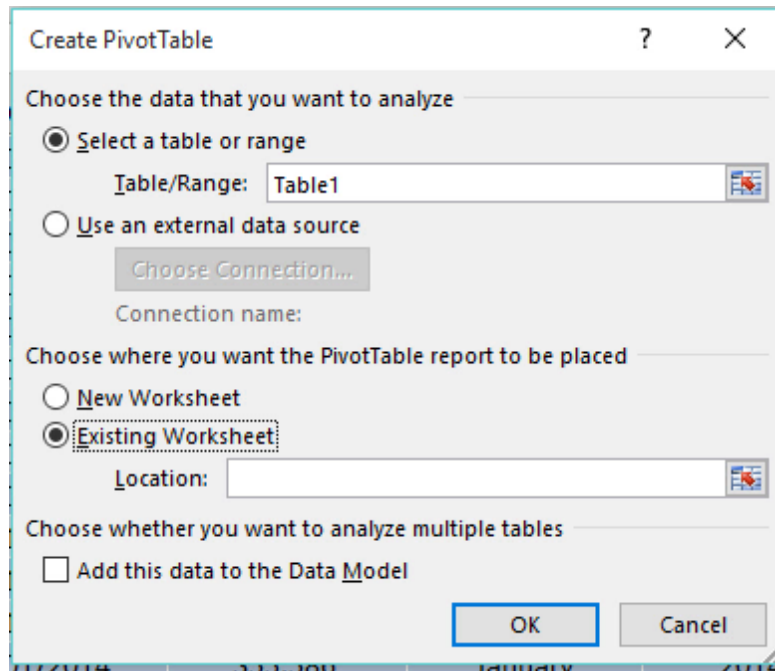 Create PivotTable ?
Choose the data that you want to analyze
Select a table or range
Table/Range: Table1
Use an external data source
Choose Connection...
Connection name:
Choose where you want the PivotTable report to be placed
New Worksheet
Existing Worksheet
Location:
Choose whether you want to analyze multiple tables
Add this data to the Data Model
OK Cancel
January